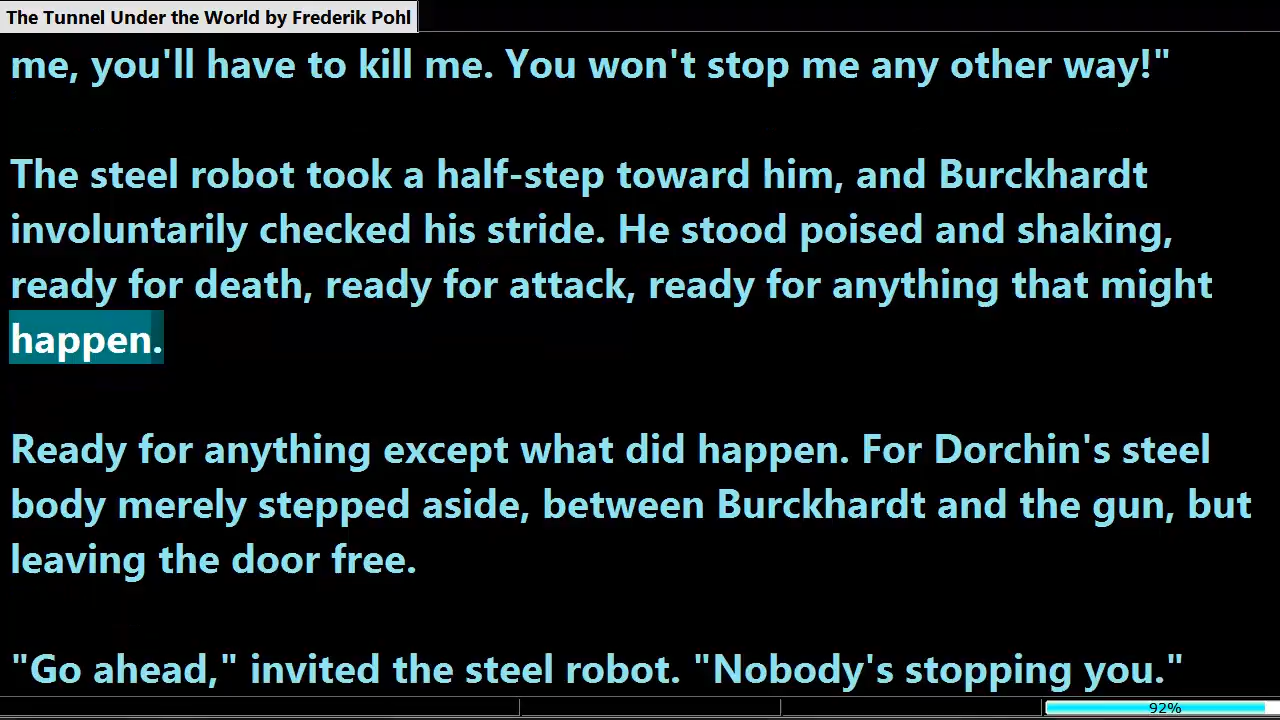 The Tunnel Under the World by Frederik Pohl
me, you'll have to kill me. You won't stop me any other way!"
The steel robot took a half-step toward him, and Burckhardt
involuntarily checked his stride. He stood poised and shaking,
ready for death, ready for attack, ready for anything that might
happen.
Ready for anything except what did happen. For Dorchin's steel
body merely stepped aside, between Burckhardt and the gun, but
leaving the door free.
"Go ahead," invited the steel robot. "Nobody's stopping you."
92%